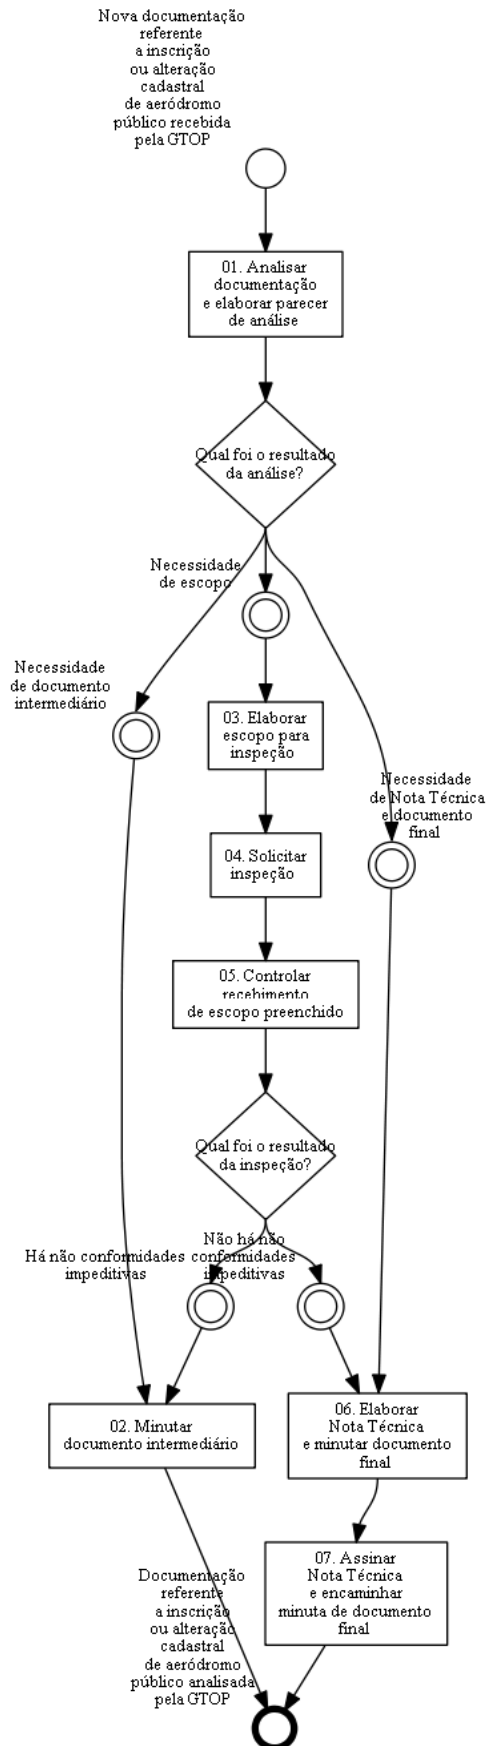 Nova documentação
referente
a inscrição
ou alteração
cadastral
de aeródromo
público recebida
pela GTOP
01. Analisar
documentação
e elaborar parecer
de análise
Qual foi o resultado
da análise?
Necessidade
de escopo
Necessidade
de documento
intermediário
03. Elaborar
escopo para
inspeção
Necessidade
de Nota Técnica
e documento
final
04. Solicitar
inspeção
05. Controlar
recebimento
de escopo preenchido
Qual foi o resultado
da inspeção?
Há não conformidades
impeditivas
Não há não
conformidades
impeditivas
02. Minutar
documento intermediário
06. Elaborar
Nota Técnica
e minutar documento
final
07. Assinar
Nota Técnica
e encaminhar
minuta de documento
final
Documentação
referente
a inscrição
ou alteração
cadastral
de aeródromo
público analisada
pela GTOP